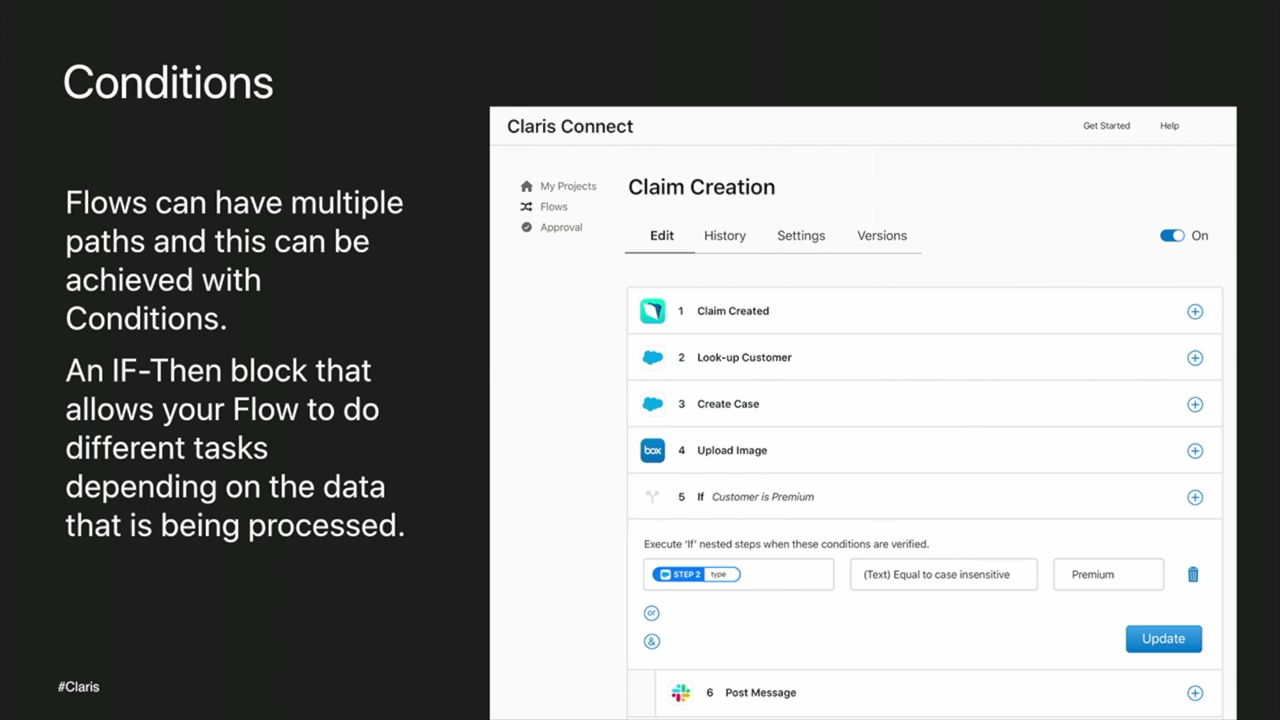 Conditions
Flows can have multiple
paths and this can be
achieved with
Conditions.
An IF-Then block that
allows your Flow to do
different tasks
depending on the data
that is being processed.
#Claris
Claris Connect
Get Started
Help
My Projects
Flows
Approval
Claim Creation
Edit
History
Settings
Versions
On
1 Claim Created
2 Look-up Customer
3 Create Case
box
4 Upload Image
5 If Customer is Premium
Execute ‘If’ nested steps when these conditions are verified.
STEP 2 type
(Text) Equal to case insensitive
Premium
or
&
Update
6 Post Message